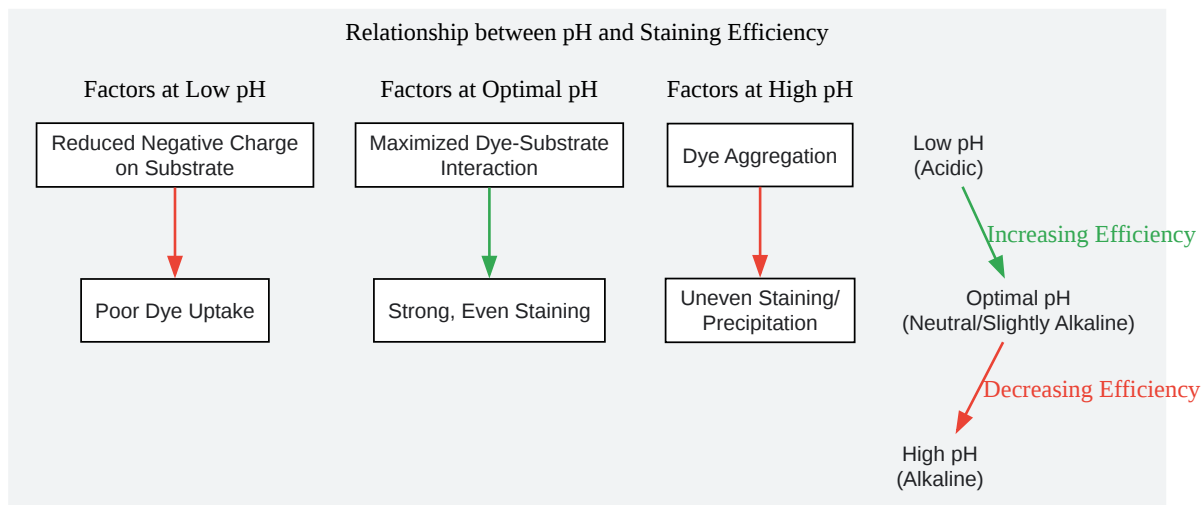 Relationship between pH and Staining Efficiency
Factors at Low pH
Reduced Negative Charge
on Substrate
Poor Dye Uptake
Factors at Optimal pH
Maximized Dye-Substrate
Interaction
Strong, Even Staining
Factors at High pH
Dye Aggregation
Uneven Staining/
Precipitation
Low pH
(Acidic)
Increasing Efficiency
Optimal pH
(Neutral/Slightly Alkaline)
Decreasing Efficiency
High pH
(Alkaline)